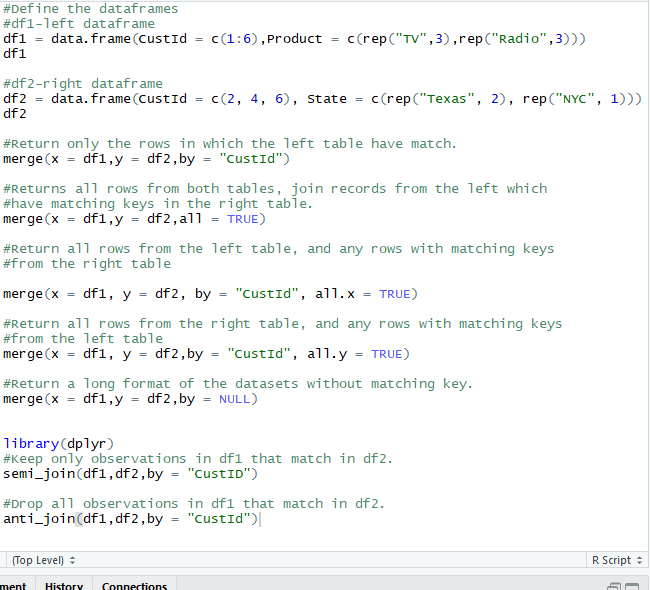 #Define the dataframes
#df1-left dataframe
df1 = data.frame(CustId = c(1:6),Product = c(rep("TV",3),rep("Radio",3)))
df1
#df2-right dataframe
df2 = data.frame(CustId = c(2, 4, 6), State = c(rep("Texas", 2), rep("NYC", 1)))
df2
#Return only the rows in which the left table have match.
merge(x = df1,y = df2,by = "CustId")
#Returns all rows from both tables, join records from the left which
#have matching keys in the right table.
merge(x = df1,y = df2,all = TRUE)
#Return all rows from the left table, and any rows with matching keys
#from the right table
merge(x = df1, y = df2, by = "CustId", all.x = TRUE)
#Return all rows from the right table, and any rows with matching keys
#from the left table
merge(x = df1, y = df2,by = "CustId", all.y = TRUE)
#Return a long format of the datasets without matching key.
merge(x = df1,y = df2,by = NULL)
library(dplyr)
#Keep only observations in df1 that match in df2.
semi_join(df1,df2,by = "CustID")
#Drop all observations in df1 that match in df2.
anti_join(df1,df2,by = "CustId")
(Top Level) R Script
ment History Connections